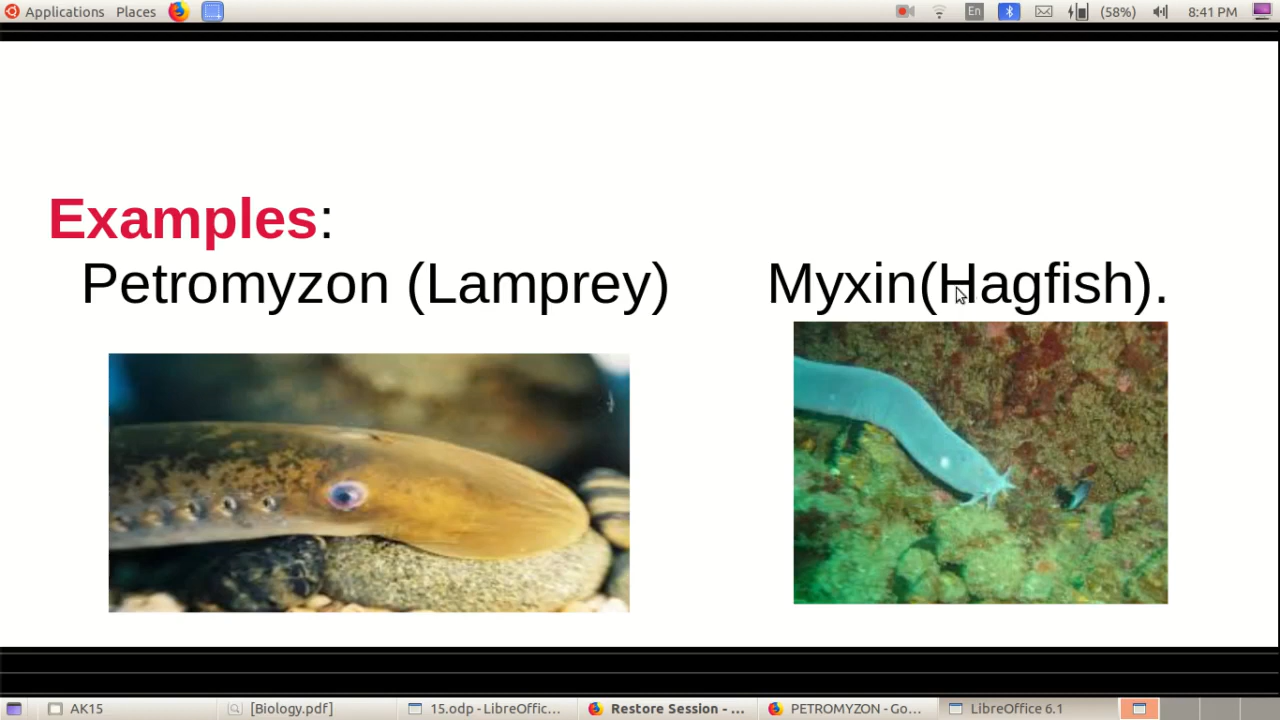 Applications Places En (58%) 8:41 PM
Examples:
Petromyzon (Lamprey) Myxin(Hagfish).
AK15 [Biology.pdf] 15.odp - LibreOffic... Restore Session - ... PETROMYZON - Go... LibreOffice 6.1